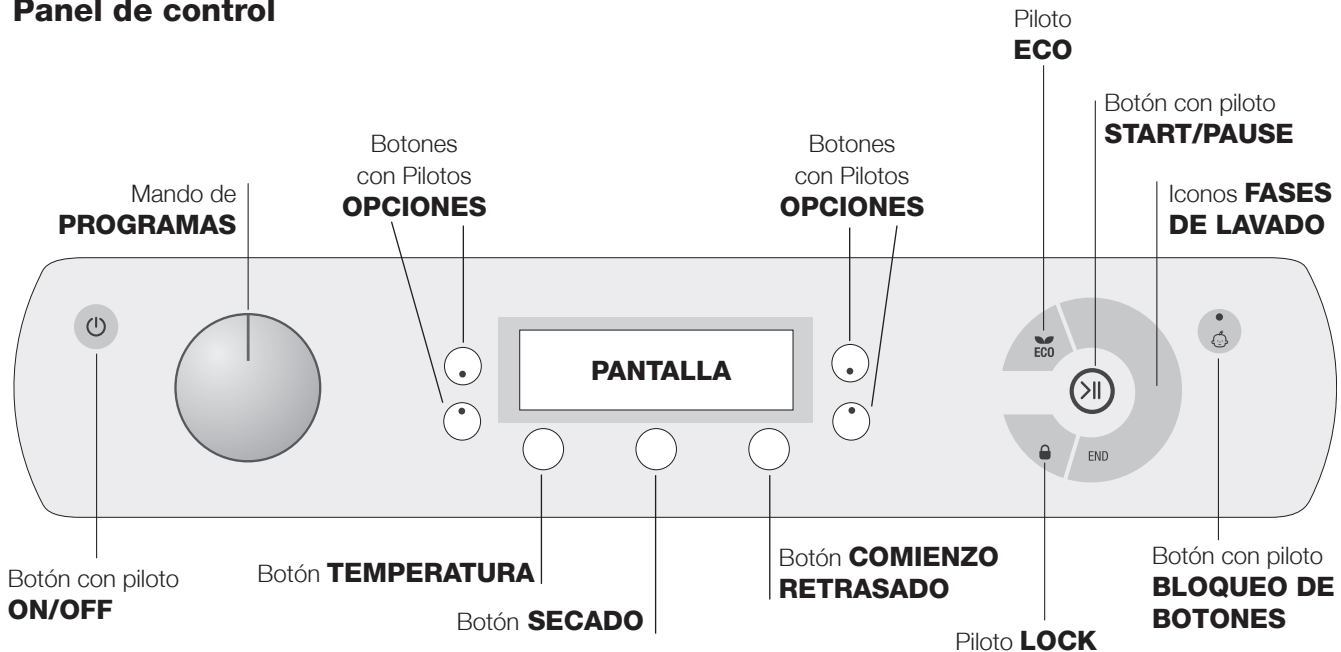 Panel de control
Piloto
ECO
Botón con piloto
START/PAUSE
Botones
con Pilotos
OPCIONES
Botones
con Pilotos
OPCIONES
Mando de
PROGRAMAS
Iconos FASES
DE LAVADO
PANTALLA
ECO
END
Botón con piloto
ON/OFF
Botón TEMPERATURA
Botón SECADO
Botón COMIENZO
RETRASADO
Piloto LOCK
Botón con piloto
BLOQUEO DE
BOTONES